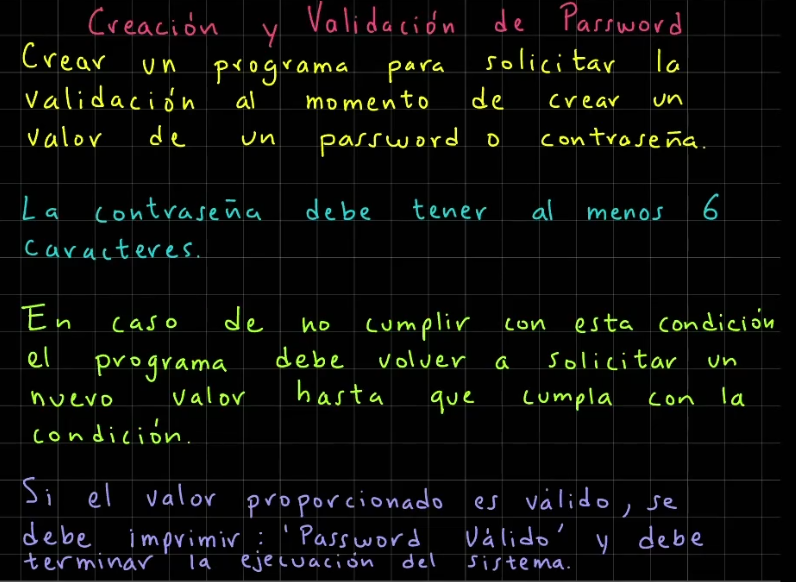 Creación y Validación de Password
Crear un programa para solicitar la
validación al momento de crear un
valor de un password o contraseña.
La contraseña debe tener al menos 6
caracteres.
En caso de no cumplir con esta condición
el programa debe volver a solicitar un
nuevo valor hasta que cumpla con la
condición.
Si el valor proporcionado es válido, se
debe imprimir: 'Password Válido' y debe
terminar la ejecuación del sistema.